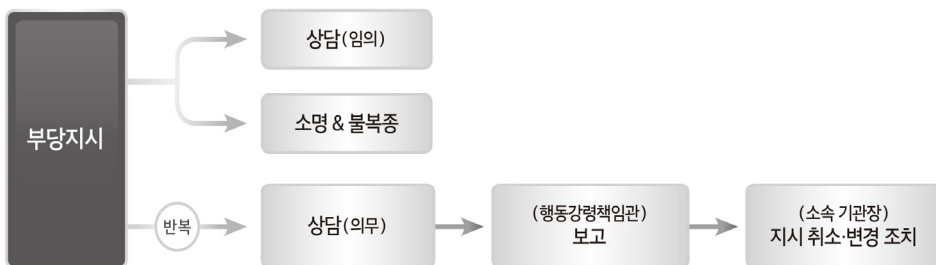 부당지시
상담(임의)
소명 & 불복종
반복
상담(의무)
(행동강령책임관)
보고
(소속 기관장)
지시 취소·변경 조치